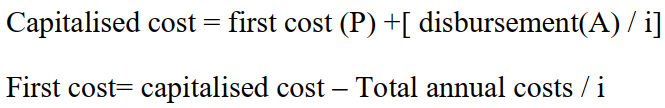 Capitalised cost = first cost (P) +[ disbursement(A) / i]
First cost= capitalised cost – Total annual costs / i